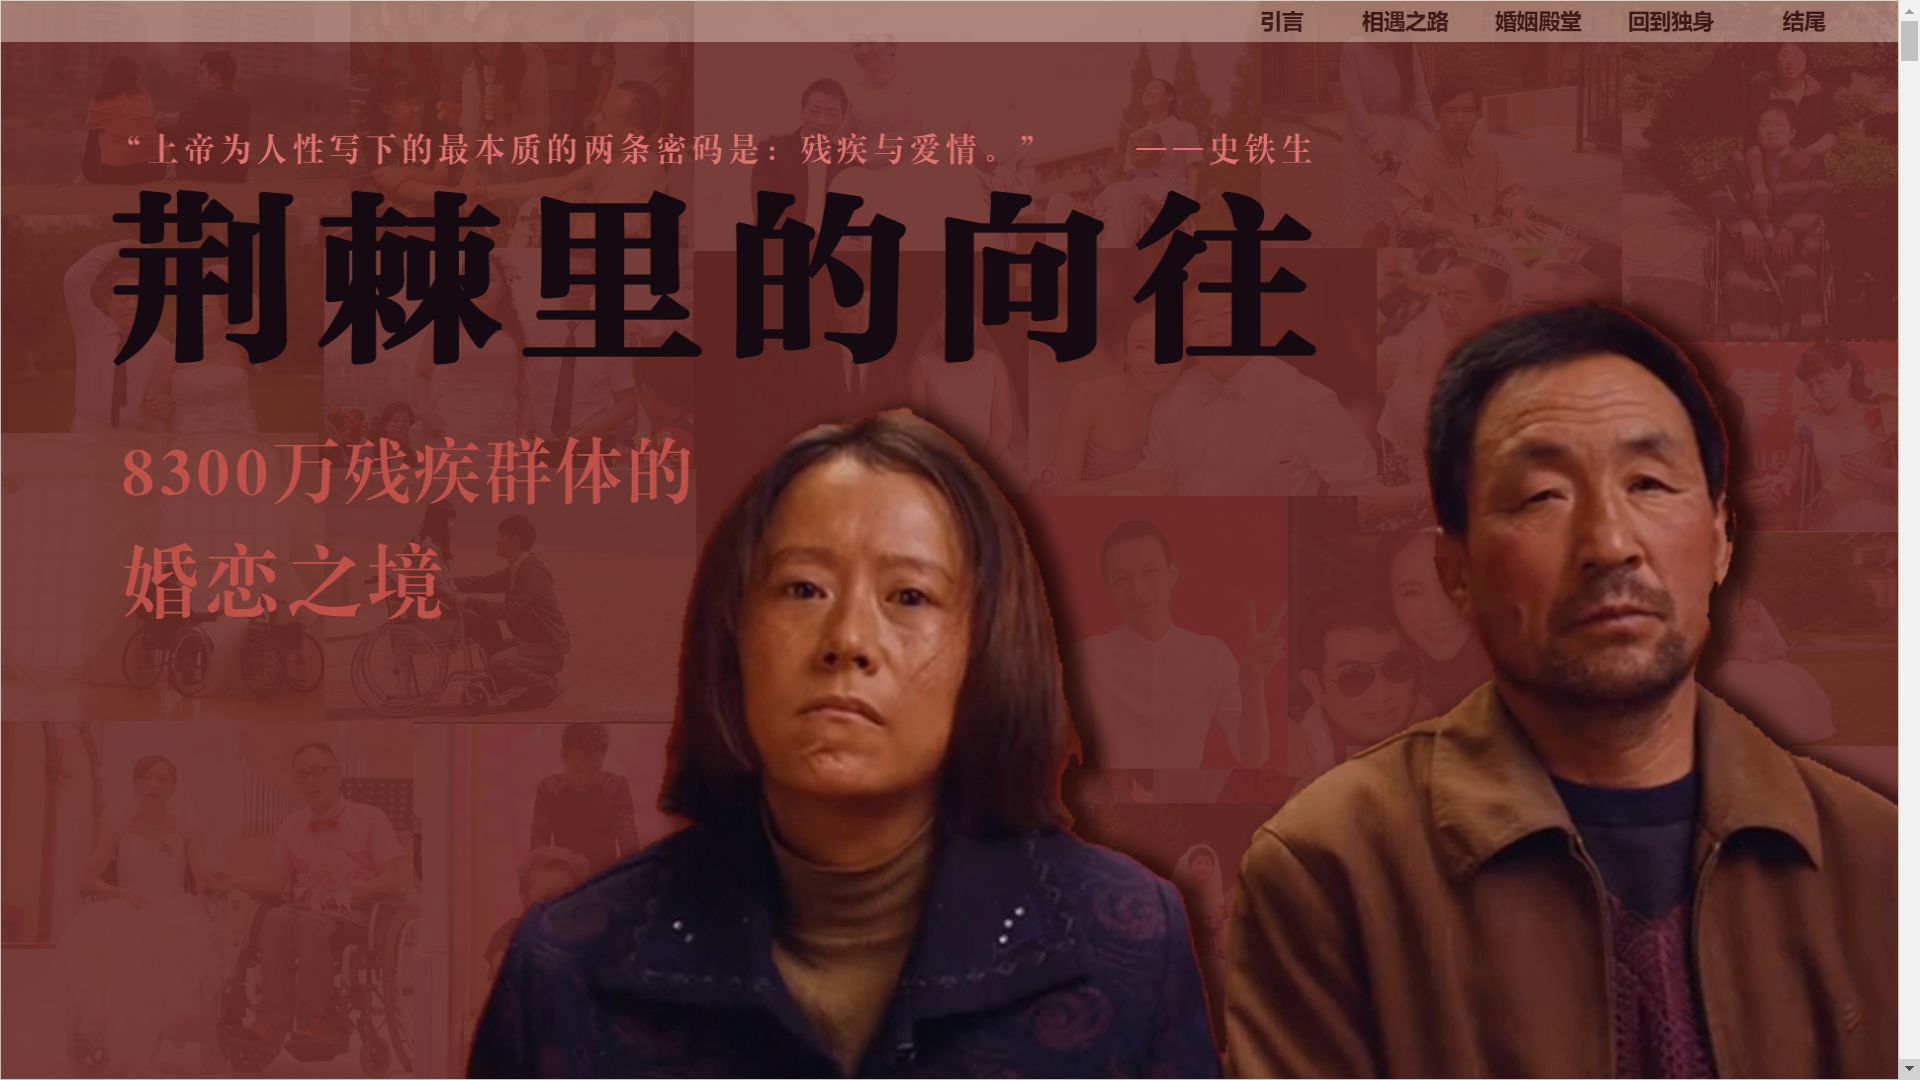 引言 相遇之路 婚姻殿堂 回到独身 结尾
“上帝为人性写下的最本质的两条密码是：残疾与爱情。” ——史铁生
荆棘里的向往
8300万残疾群体的
婚恋之境